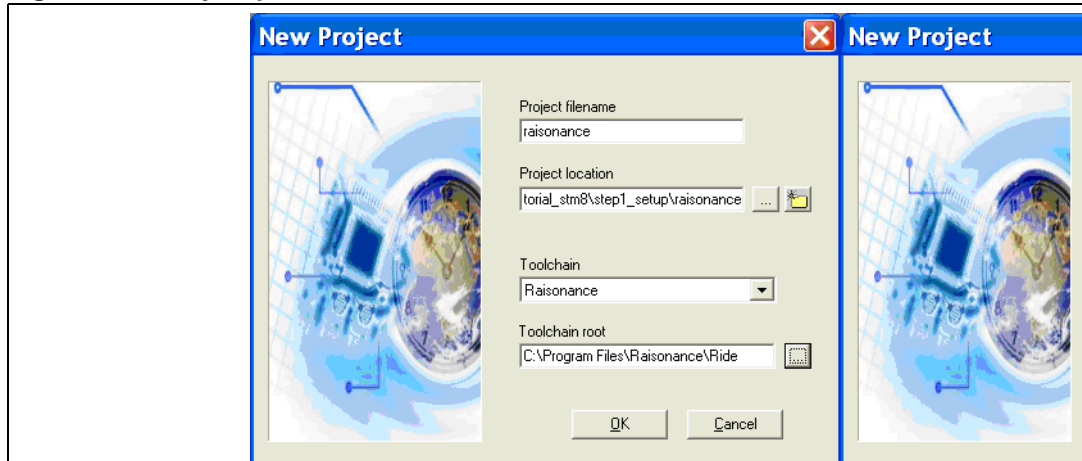 New Project
Project filename
raisonance
Project location
torial_stm8\step1_setup\raisonance
...
Toolchain
Raisonance
Toolchain root
C:\Program Files\Raisonance\Ride
...
OK
Cancel
New Project